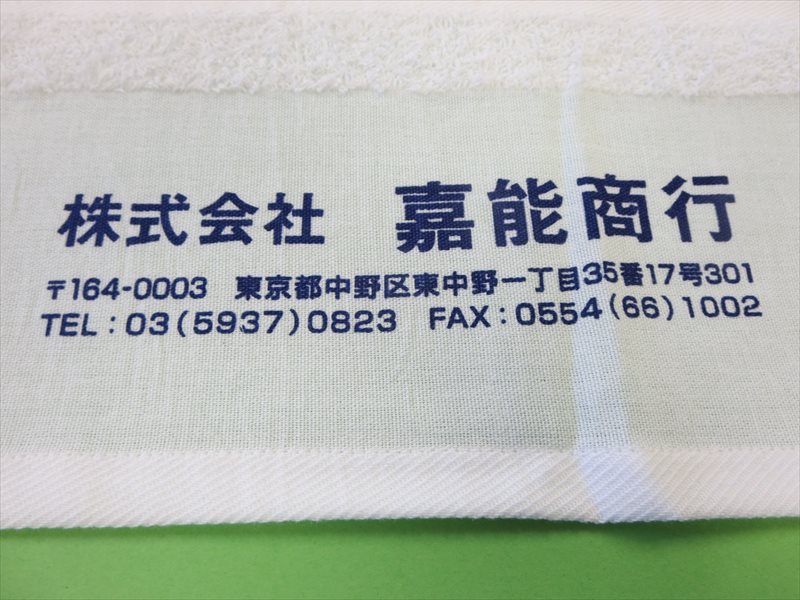 株式会社 嘉能商行
〒164-0003 東京都中野区東中野一丁目35番17号301
TEL：03(5937)0823 FAX：0554(66)1002